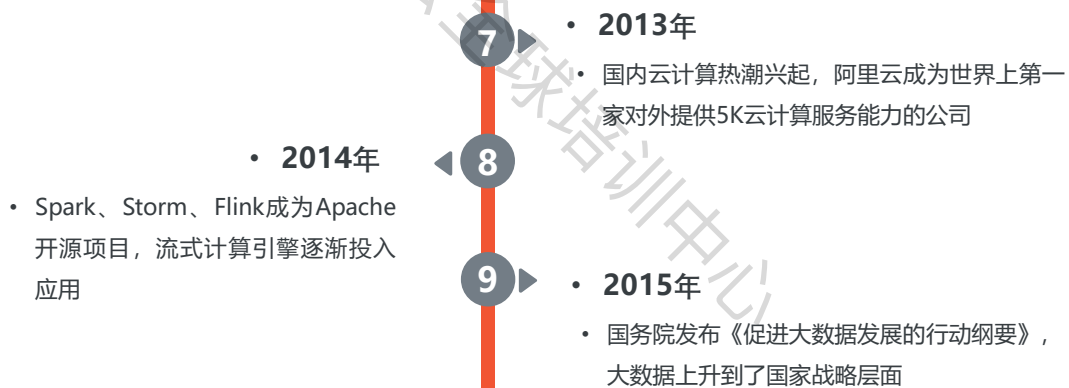 7
• 2013年
• 国内云计算热潮兴起，阿里云成为世界上第一
家对外提供5K云计算服务能力的公司
• 2014年
8
• Spark、Storm、Flink成为Apache
开源项目，流式计算引擎逐渐投入
应用
9
• 2015年
• 国务院发布《促进大数据发展的行动纲要》，
大数据上升到了国家战略层面
全球培训中心